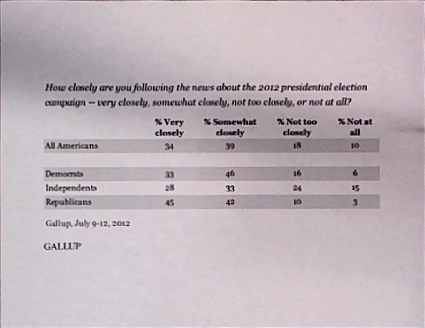 How closely are you following the news about the 2012 presidential election
campaign -- very closely, somewhat closely, not too closely, or not at all?
% Very closely % Somewhat closely % Not too closely % Not at all
All Americans 34 39 18 10
Democrats 33 46 16 6
Independents 28 33 24 15
Republicans 45 42 10 3
Gallup, July 9-12, 2012
GALLUP